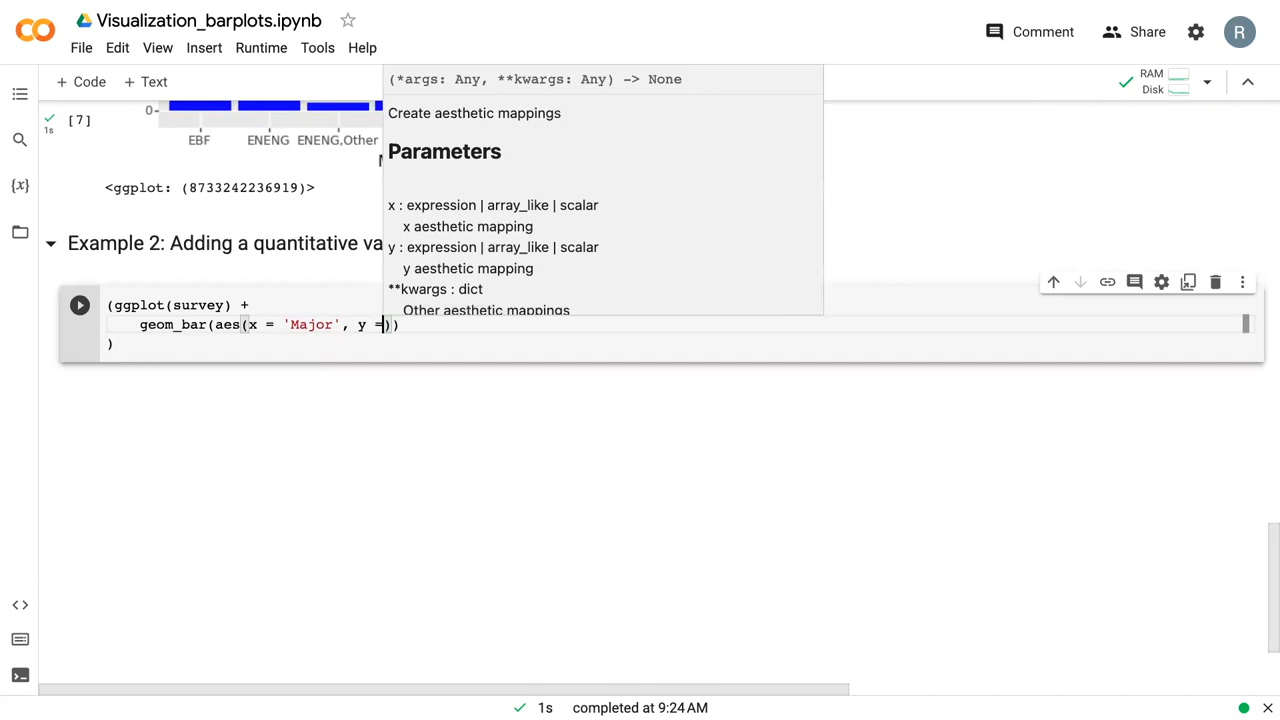 Visualization_barplots.ipynb
File Edit View Insert Runtime Tools Help
Comment
Share
R
+ Code + Text
RAM
Disk
(*args: Any, **kwargs: Any) -> None
Create aesthetic mappings
Parameters
x : expression | array_like | scalar
x aesthetic mapping
y : expression | array_like | scalar
y aesthetic mapping
**kwargs : dict
Other aesthetic mappings
1s
[7]
0
EBF ENENG ENENG,Other
<ggplot: (8733242236919)>
Example 2: Adding a quantitative va
(ggplot(survey) +
geom_bar(aes(x = 'Major', y =))
)
1s completed at 9:24 AM